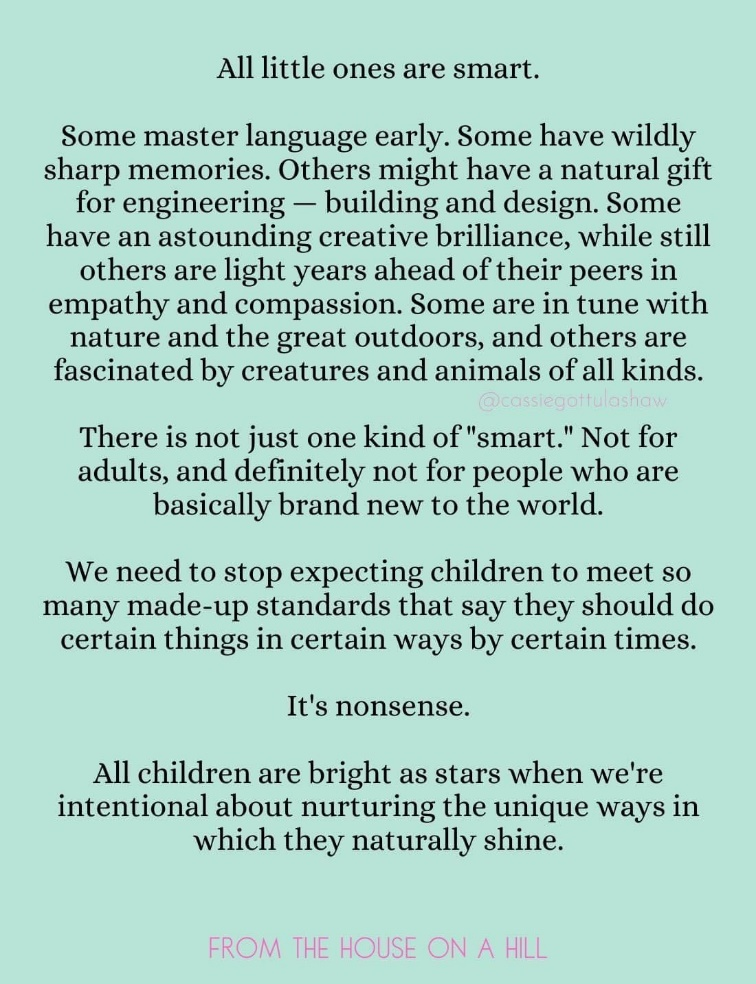 All little ones are smart.
Some master language early. Some have wildly
sharp memories. Others might have a natural gift
for engineering — building and design. Some
have an astounding creative brilliance, while still
others are light years ahead of their peers in
empathy and compassion. Some are in tune with
nature and the great outdoors, and others are
fascinated by creatures and animals of all kinds.
@cassiegottulashaw
There is not just one kind of "smart." Not for
adults, and definitely not for people who are
basically brand new to the world.
We need to stop expecting children to meet so
many made-up standards that say they should do
certain things in certain ways by certain times.
It's nonsense.
All children are bright as stars when we're
intentional about nurturing the unique ways in
which they naturally shine.
FROM THE HOUSE ON A HILL